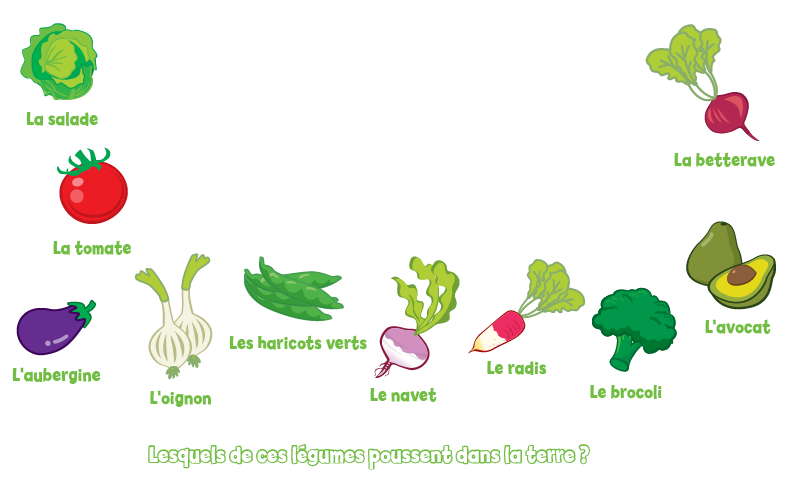 La salade
La betterave
La tomate
L'avocat
Les haricots verts
L'aubergine
L'oignon
Le navet
Le radis
Le brocoli
Lesquels de ces légumes poussent dans la terre ?